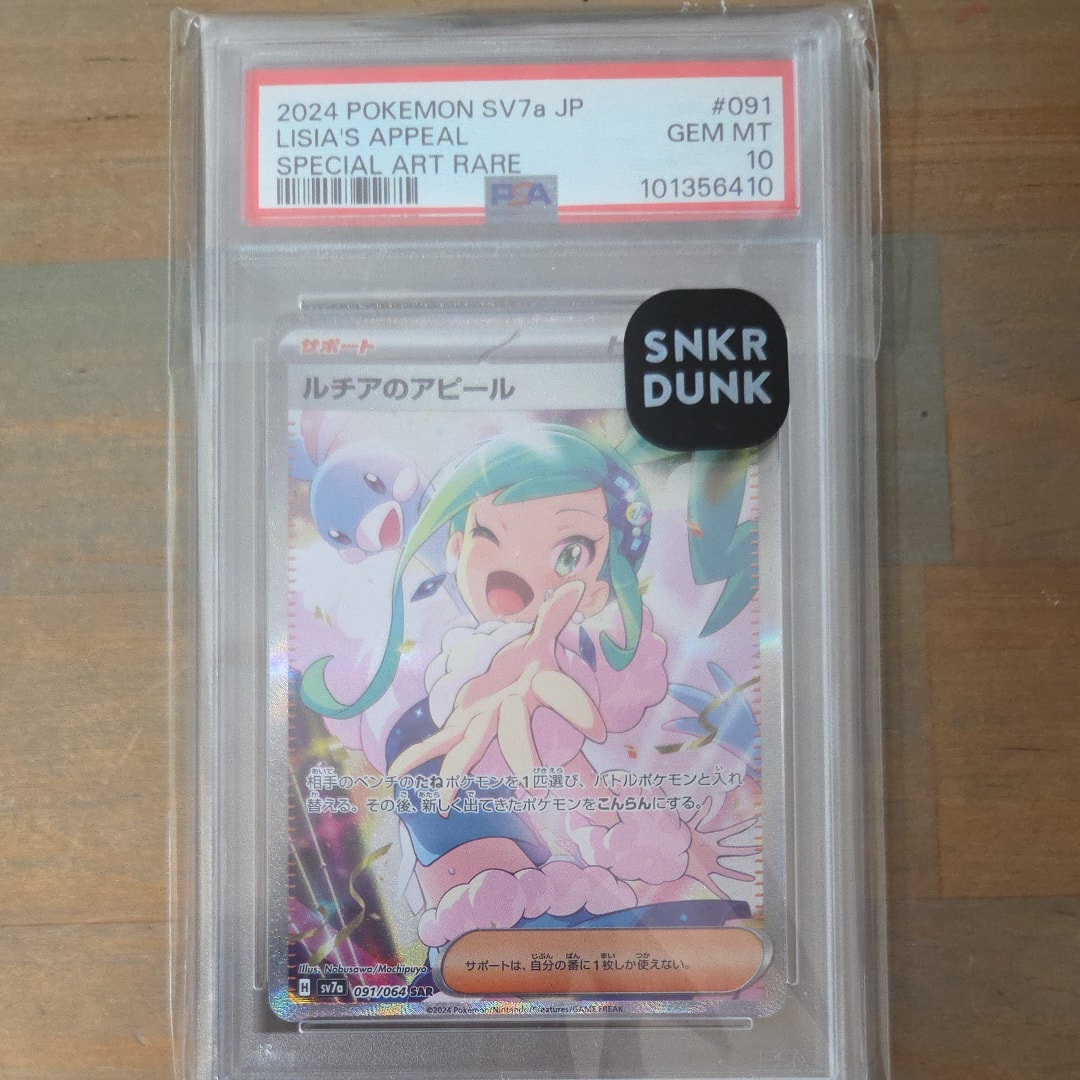 2024 POKEMON SV7a JP #091
LISIA'S APPEAL GEM MT
SPECIAL ART RARE 10
PSA 101356410
サポート
SNKR
DUNK
ルチアのアピール
相手のベンチのたねポケモンを1匹選び、バトルポケモンと入れ
替える。その後、新しく出てきたポケモンをこんらんにする。
サポートは、自分の番に1枚しか使えない。
Illus. Nobusawa/Mochipuyo
H sv7a 091/064 SAR
©2024 Pokémon/Nintendo/Creatures/GAME FREAK